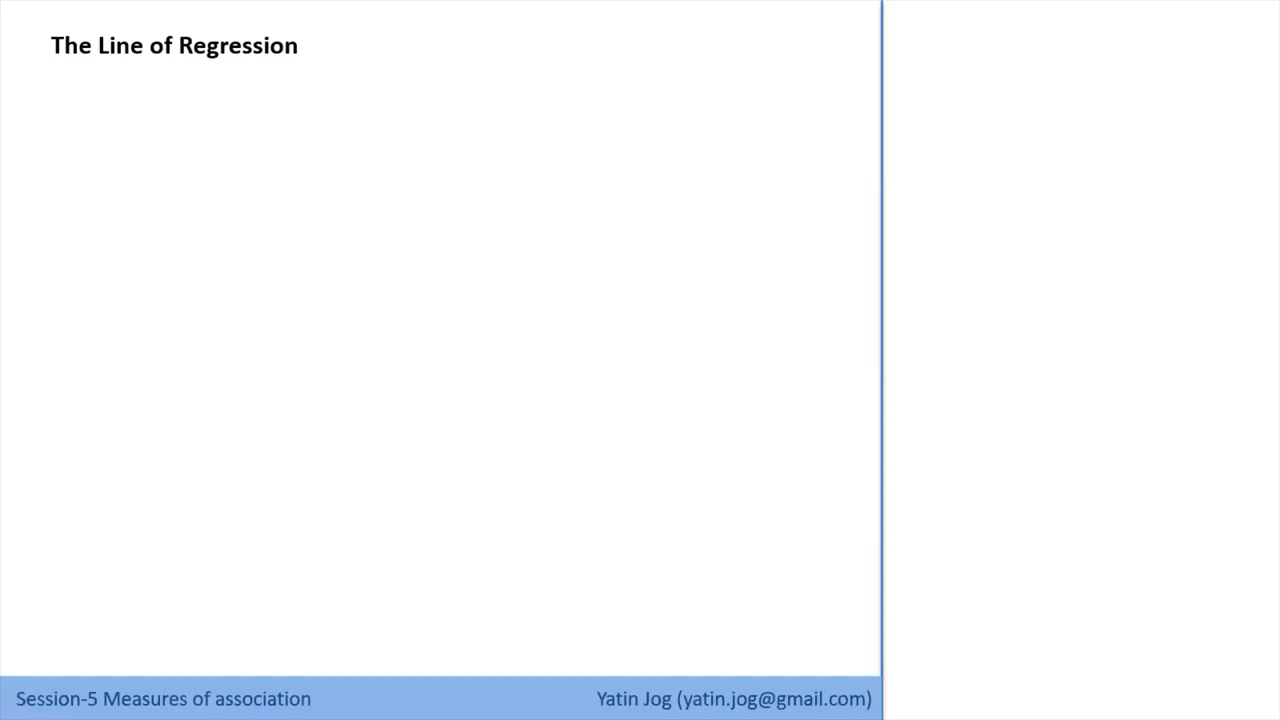 The Line of Regression
Session-5 Measures of association
Yatin Jog (yatin.jog@gmail.com)